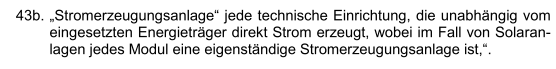 43b. „Stromerzeugungsanlage“ jede technische Einrichtung, die unabhängig vom
eingesetzten Energieträger direkt Strom erzeugt, wobei im Fall von Solaran-
lagen jedes Modul eine eigenständige Stromerzeugungsanlage ist,“.